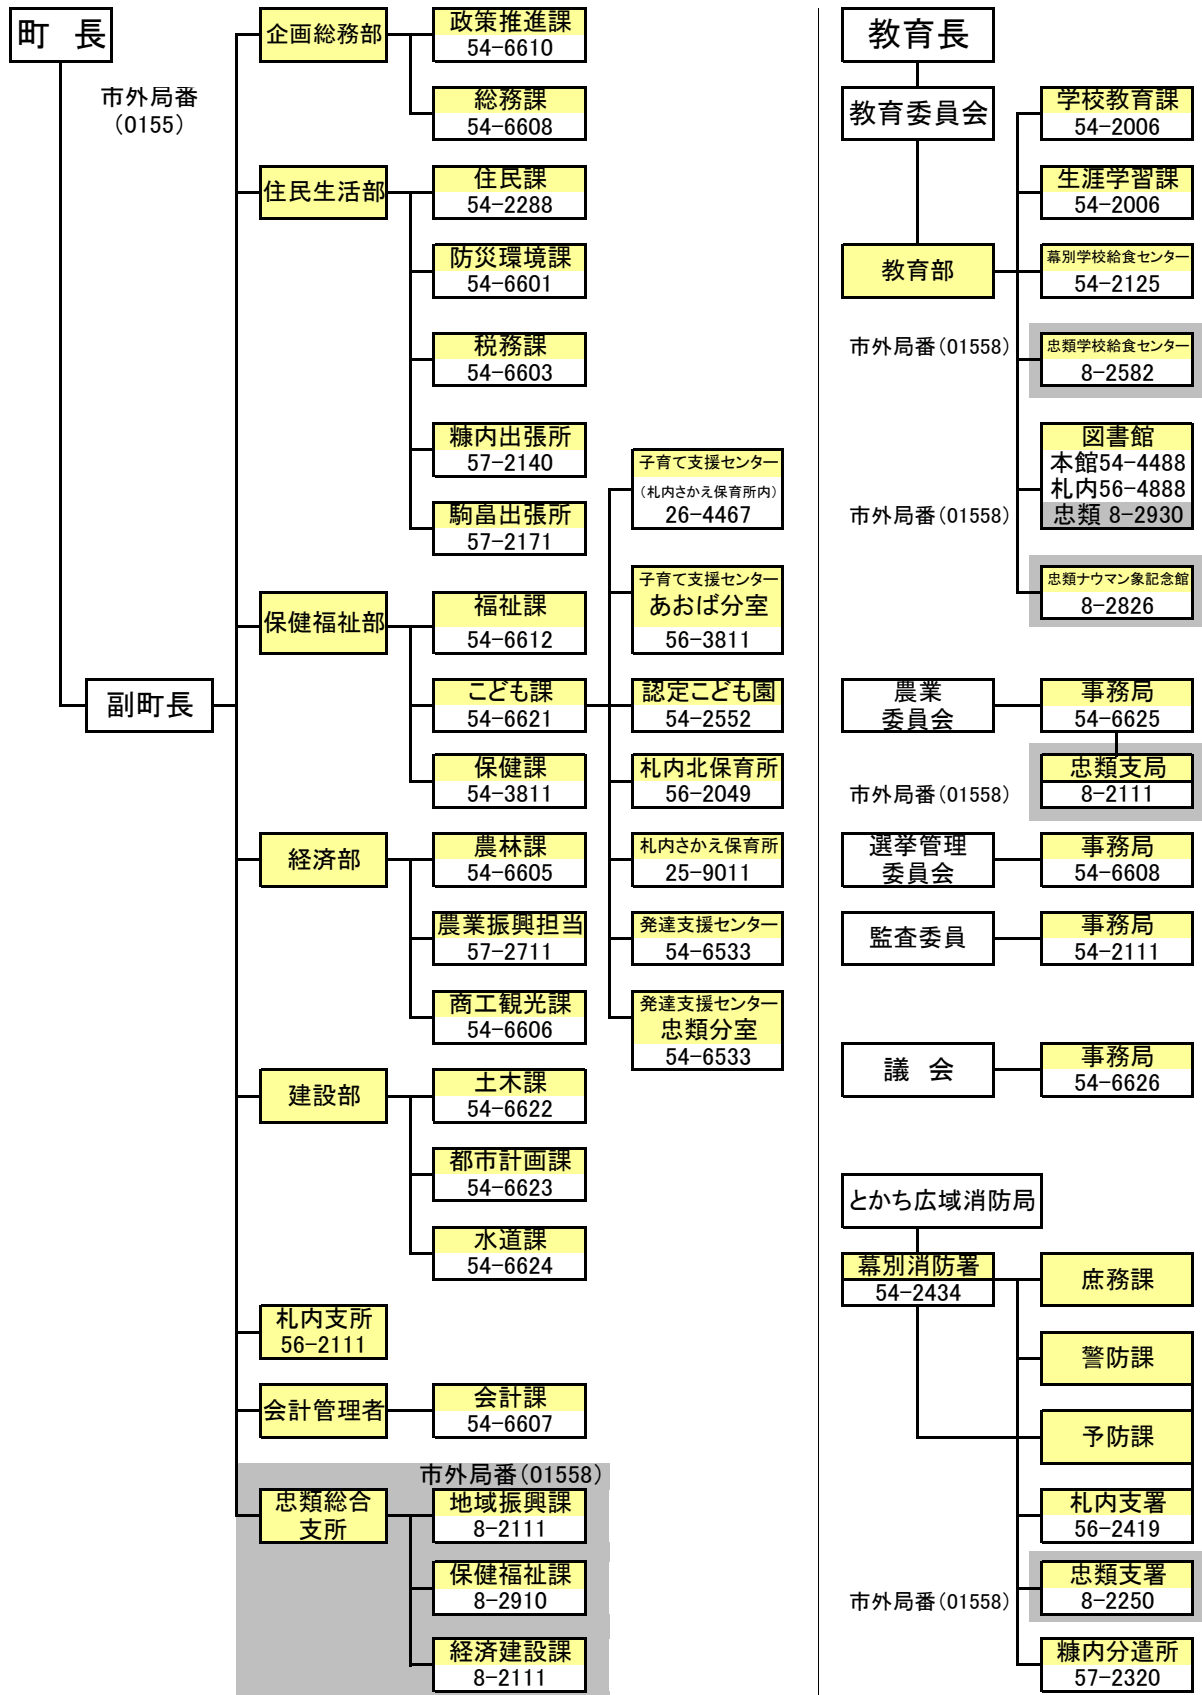 町　長
市外局番
（0155）
副町長
企画総務部
政策推進課
54-6610
総務課
54-6608
住民生活部
住民課
54-2288
防災環境課
54-6601
税務課
54-6603
糠内出張所
57-2140
駒畠出張所
57-2171
保健福祉部
福祉課
54-6612
こども課
54-6621
保健課
54-3811
子育て支援センター
（札内さかえ保育所内）
26-4467
子育て支援センター
あおば分室
56-3811
認定こども園
54-2552
札内北保育所
56-2049
札内さかえ保育所
25-9011
発達支援センター
54-6533
発達支援センター
忠類分室
54-6533
経済部
農林課
54-6605
農業振興担当
57-2711
商工観光課
54-6606
建設部
土木課
54-6622
都市計画課
54-6623
水道課
54-6624
札内支所
56-2111
会計管理者
会計課
54-6607
市外局番（01558）
忠類総合
支所
地域振興課
8-2111
保健福祉課
8-2910
経済建設課
8-2111
教育長
教育委員会
教育部
学校教育課
54-2006
生涯学習課
54-2006
幕別学校給食センター
54-2125
市外局番（01558）
忠類学校給食センター
8-2582
図書館
本館54-4488
札内56-4888
市外局番（01558）
忠類 8-2930
忠類ナウマン象記念館
8-2826
農業
委員会
事務局
54-6625
市外局番（01558）
忠類支局
8-2111
選挙管理
委員会
事務局
54-6608
監査委員
事務局
54-2111
議　会
事務局
54-6626
とかち広域消防局
幕別消防署
54-2434
庶務課
警防課
予防課
札内支署
56-2419
市外局番（01558）
忠類支署
8-2250
糠内分遣所
57-2320